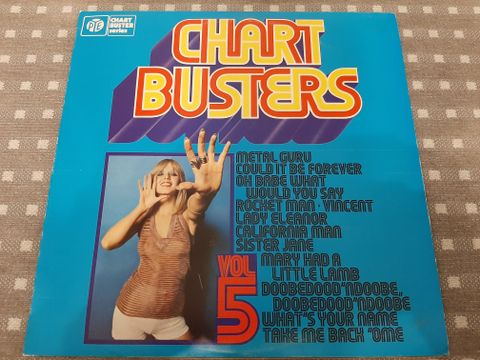 PYE
CHART
BUSTER
series
CHART
BUSTERS
METAL GURU
COULD IT BE FOREVER
OH BABE WHAT
WOULD YOU SAY
ROCKET MAN · VINCENT
LADY ELEANOR
CALIFORNIA MAN
SISTER JANE
MARY HAD A
LITTLE LAMB
DOOBEDOOD'NDOOBE,
DOOBEDOOD'NDOOBE
WHAT'S YOUR NAME
TAKE ME BACK 'OME
VOL
5